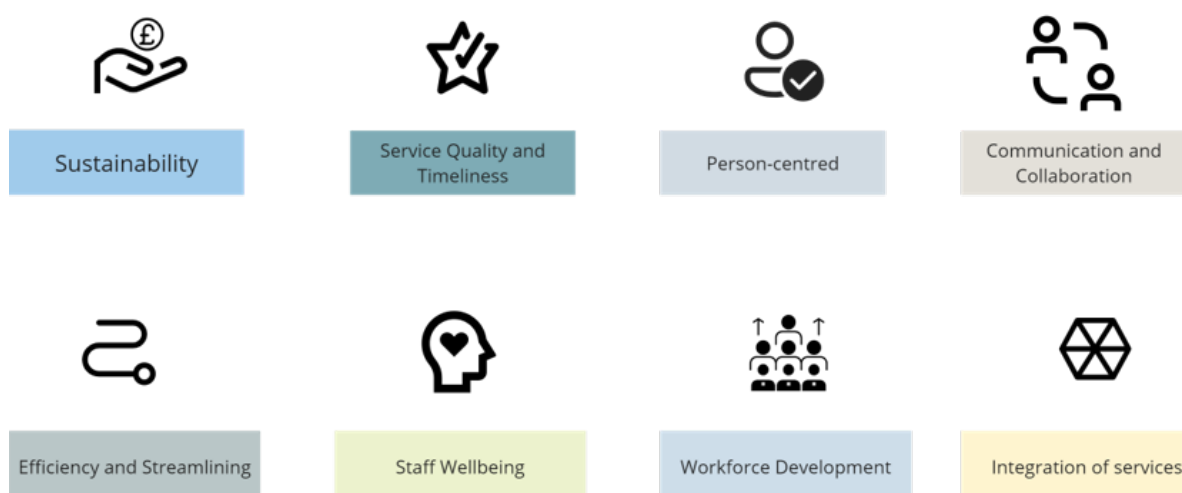 £
Sustainability
Service Quality and
Timeliness
Person-centred
Communication and
Collaboration
Efficiency and Streamlining
Staff Wellbeing
Workforce Development
Integration of services